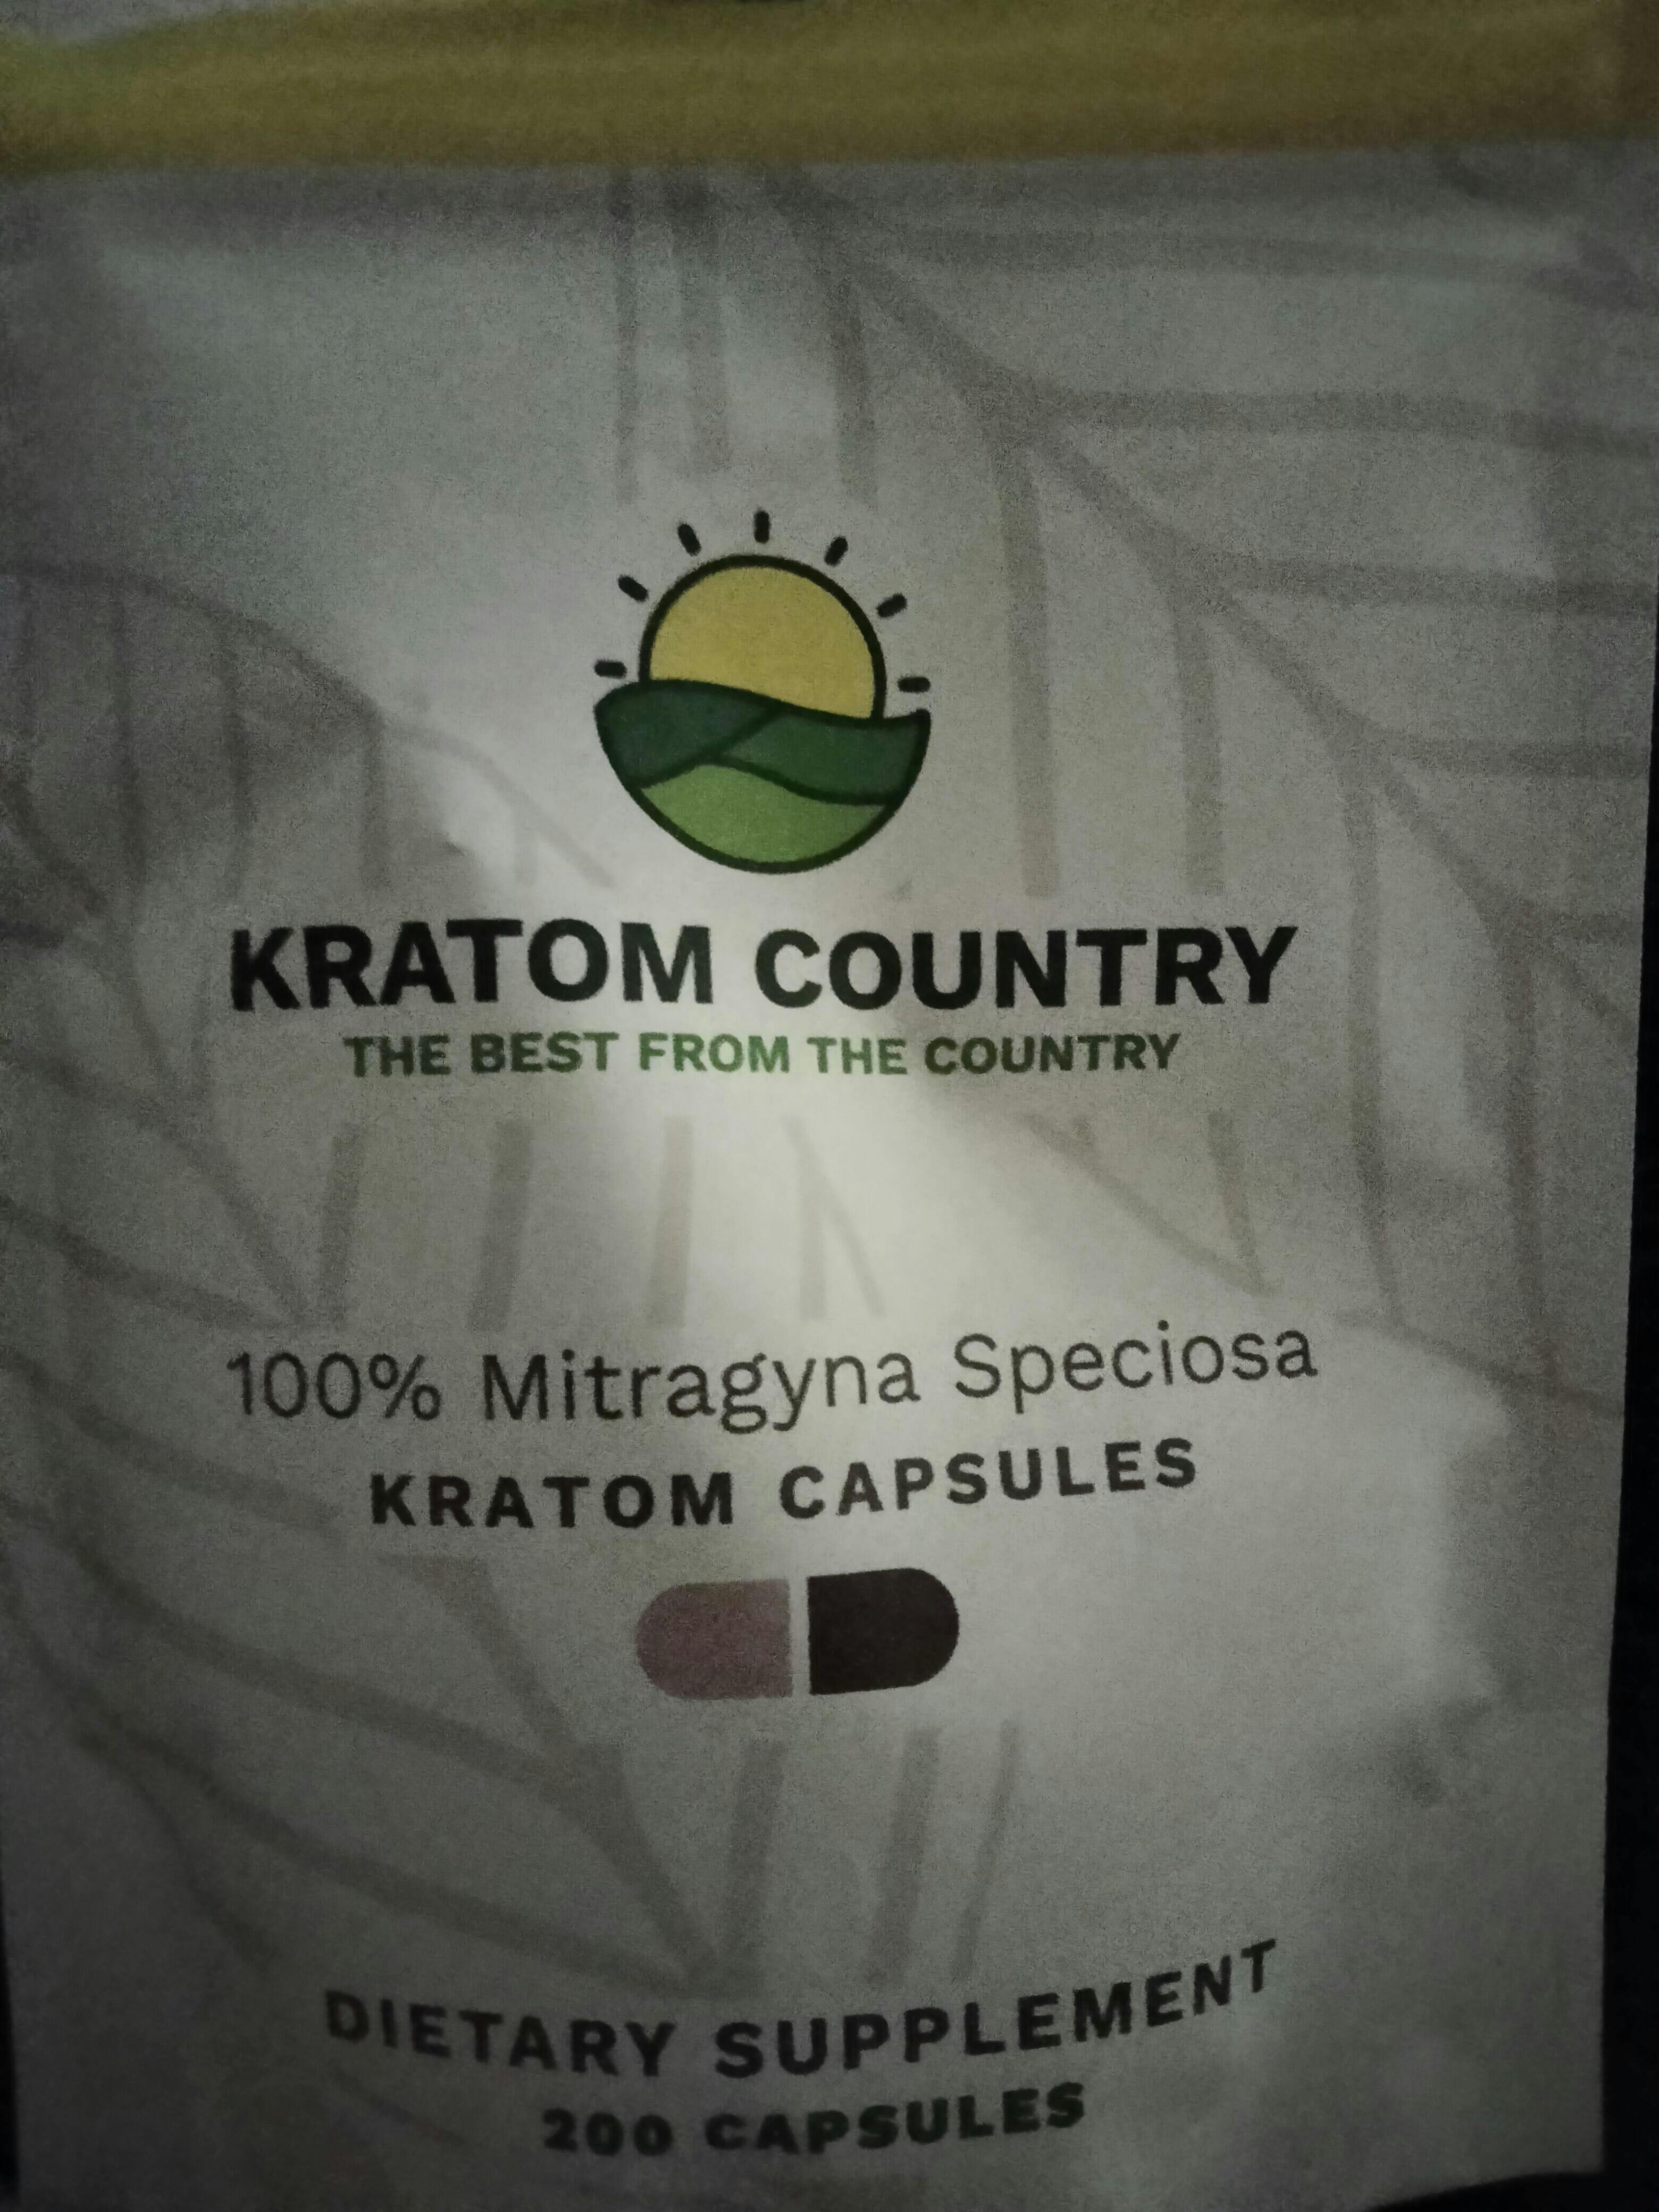 KRATOM COUNTRY
THE BEST FROM THE COUNTRY
100% Mitragyna Speciosa
KRATOM CAPSULES
DIETARY SUPPLEMENT
200 CAPSULES